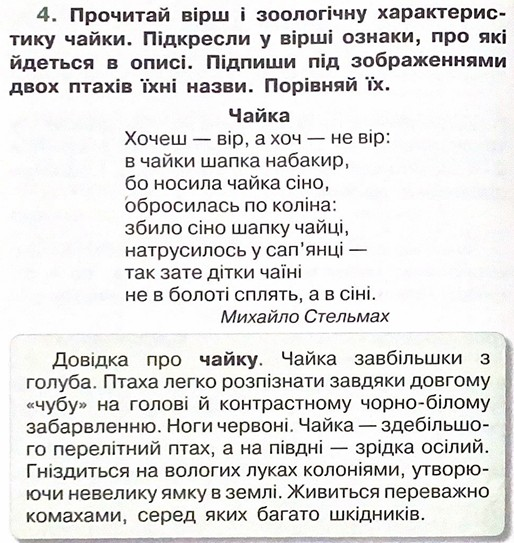 4. Прочитай вірш і зоологічну характерис-
тику чайки. Підкресли у вірші ознаки, про які
йдеться в описі. Підпиши під зображеннями
двох птахів їхні назви. Порівняй їх.
Чайка
Хочеш — вір, а хоч — не вір:
в чайки шапка набакир,
бо носила чайка сіно,
обросилась по коліна:
збило сіно шапку чайці,
натрусилось у сап’янці —
так зате дітки чаїні
не в болоті сплять, а в сіні.
Михайло Стельмах
Довідка про чайку. Чайка завбільшки з
голуба. Птаха легко розпізнати завдяки довгому
«чубу» на голові й контрастному чорно-білому
забарвленню. Ноги червоні. Чайка — здебільшо-
го перелітний птах, а на півдні — зрідка осілий.
Гніздиться на вологих луках колоніями, утворю-
ючи невелику ямку в землі. Живиться переважно
комахами, серед яких багато шкідників.